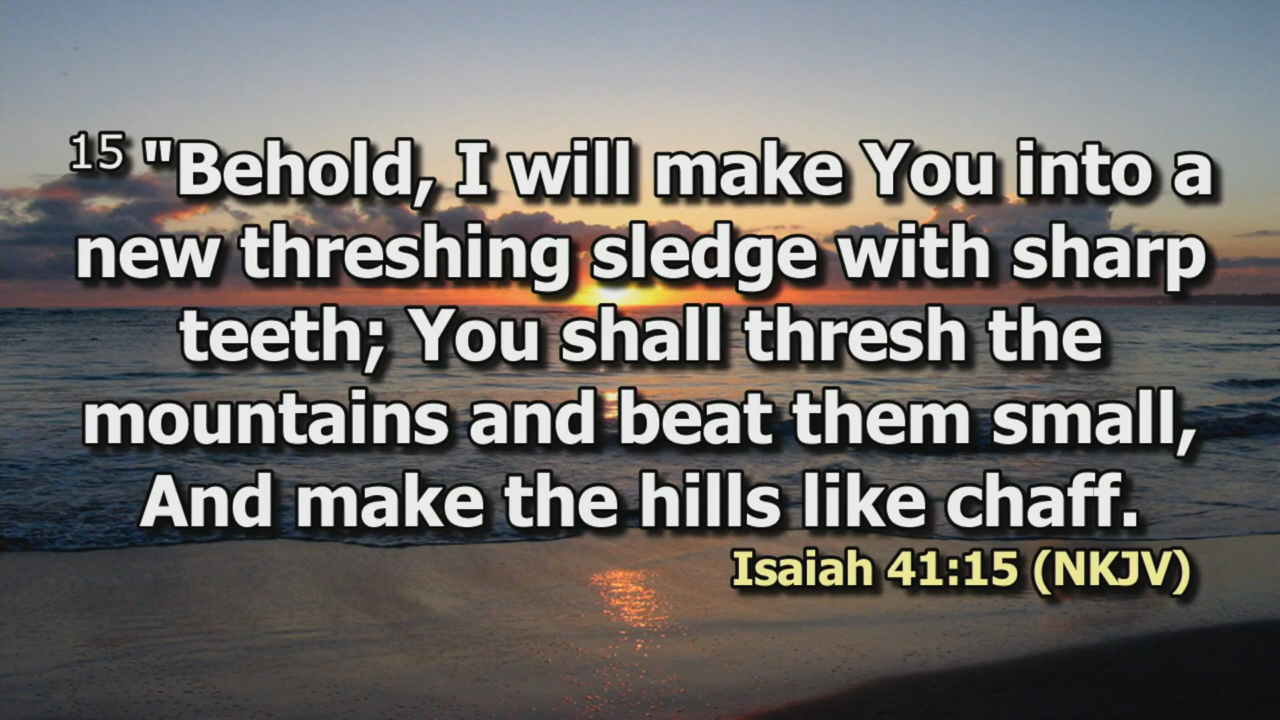 15 "Behold, I will make You into a
new threshing sledge with sharp
teeth; You shall thresh the
mountains and beat them small,
And make the hills like chaff.
Isaiah 41:15 (NKJV)